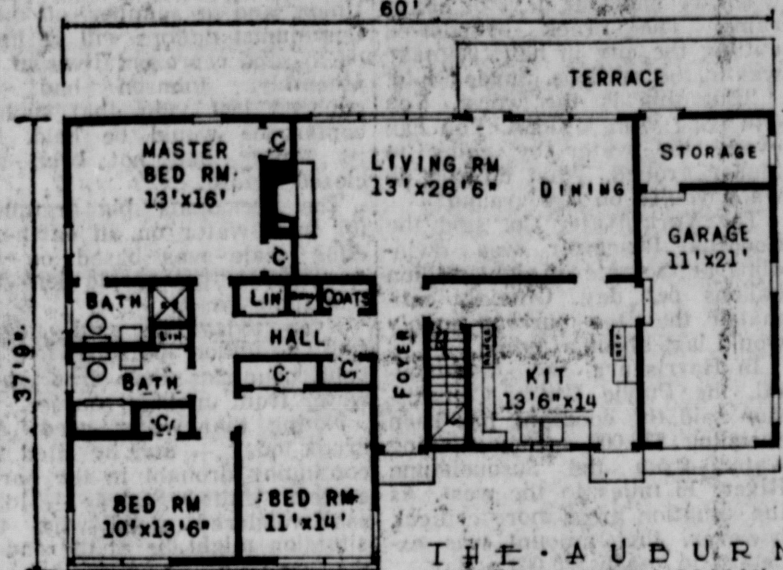 60'
TERRACE
MASTER
BED RM.
13'x16'
C
LIVING RM
13'x28'6"
DINING
STORAGE
GARAGE
11'x21'
C
BATH
LIN
COATS
HALL
37'9"
BATH
C
C
C
FOYER
KIT
13'6"x14
REF
BED RM
10'x13'6"
BED RM
11'x14'
THE · AUBURN